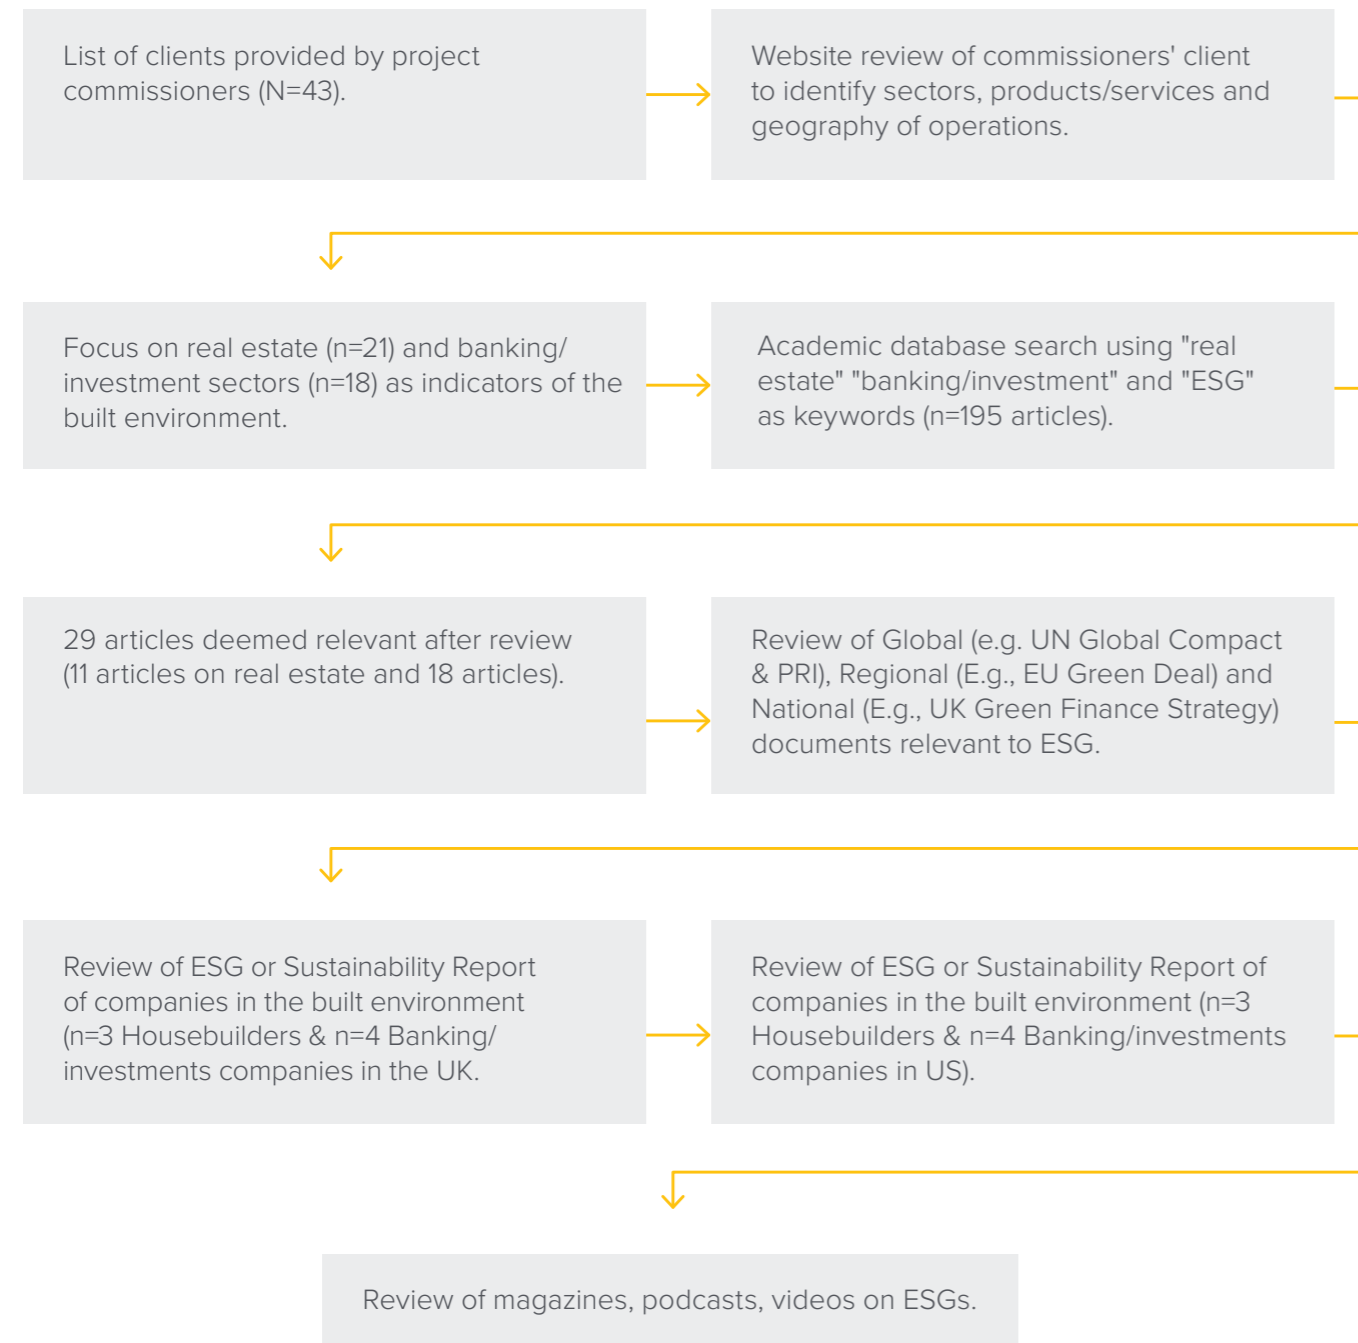 List of clients provided by project
commissioners (N=43).
Website review of commissioners' client
to identify sectors, products/services and
geography of operations.
Focus on real estate (n=21) and banking/
investment sectors (n=18) as indicators of the
built environment.
Academic database search using "real
estate" "banking/investment" and "ESG"
as keywords (n=195 articles).
29 articles deemed relevant after review
(11 articles on real estate and 18 articles).
Review of Global (e.g. UN Global Compact
& PRI), Regional (E.g., EU Green Deal) and
National (E.g., UK Green Finance Strategy)
documents relevant to ESG.
Review of ESG or Sustainability Report
of companies in the built environment
(n=3 Housebuilders & n=4 Banking/
investments companies in the UK.
Review of ESG or Sustainability Report of
companies in the built environment (n=3
Housebuilders & n=4 Banking/investments
companies in US).
Review of magazines, podcasts, videos on ESGs.